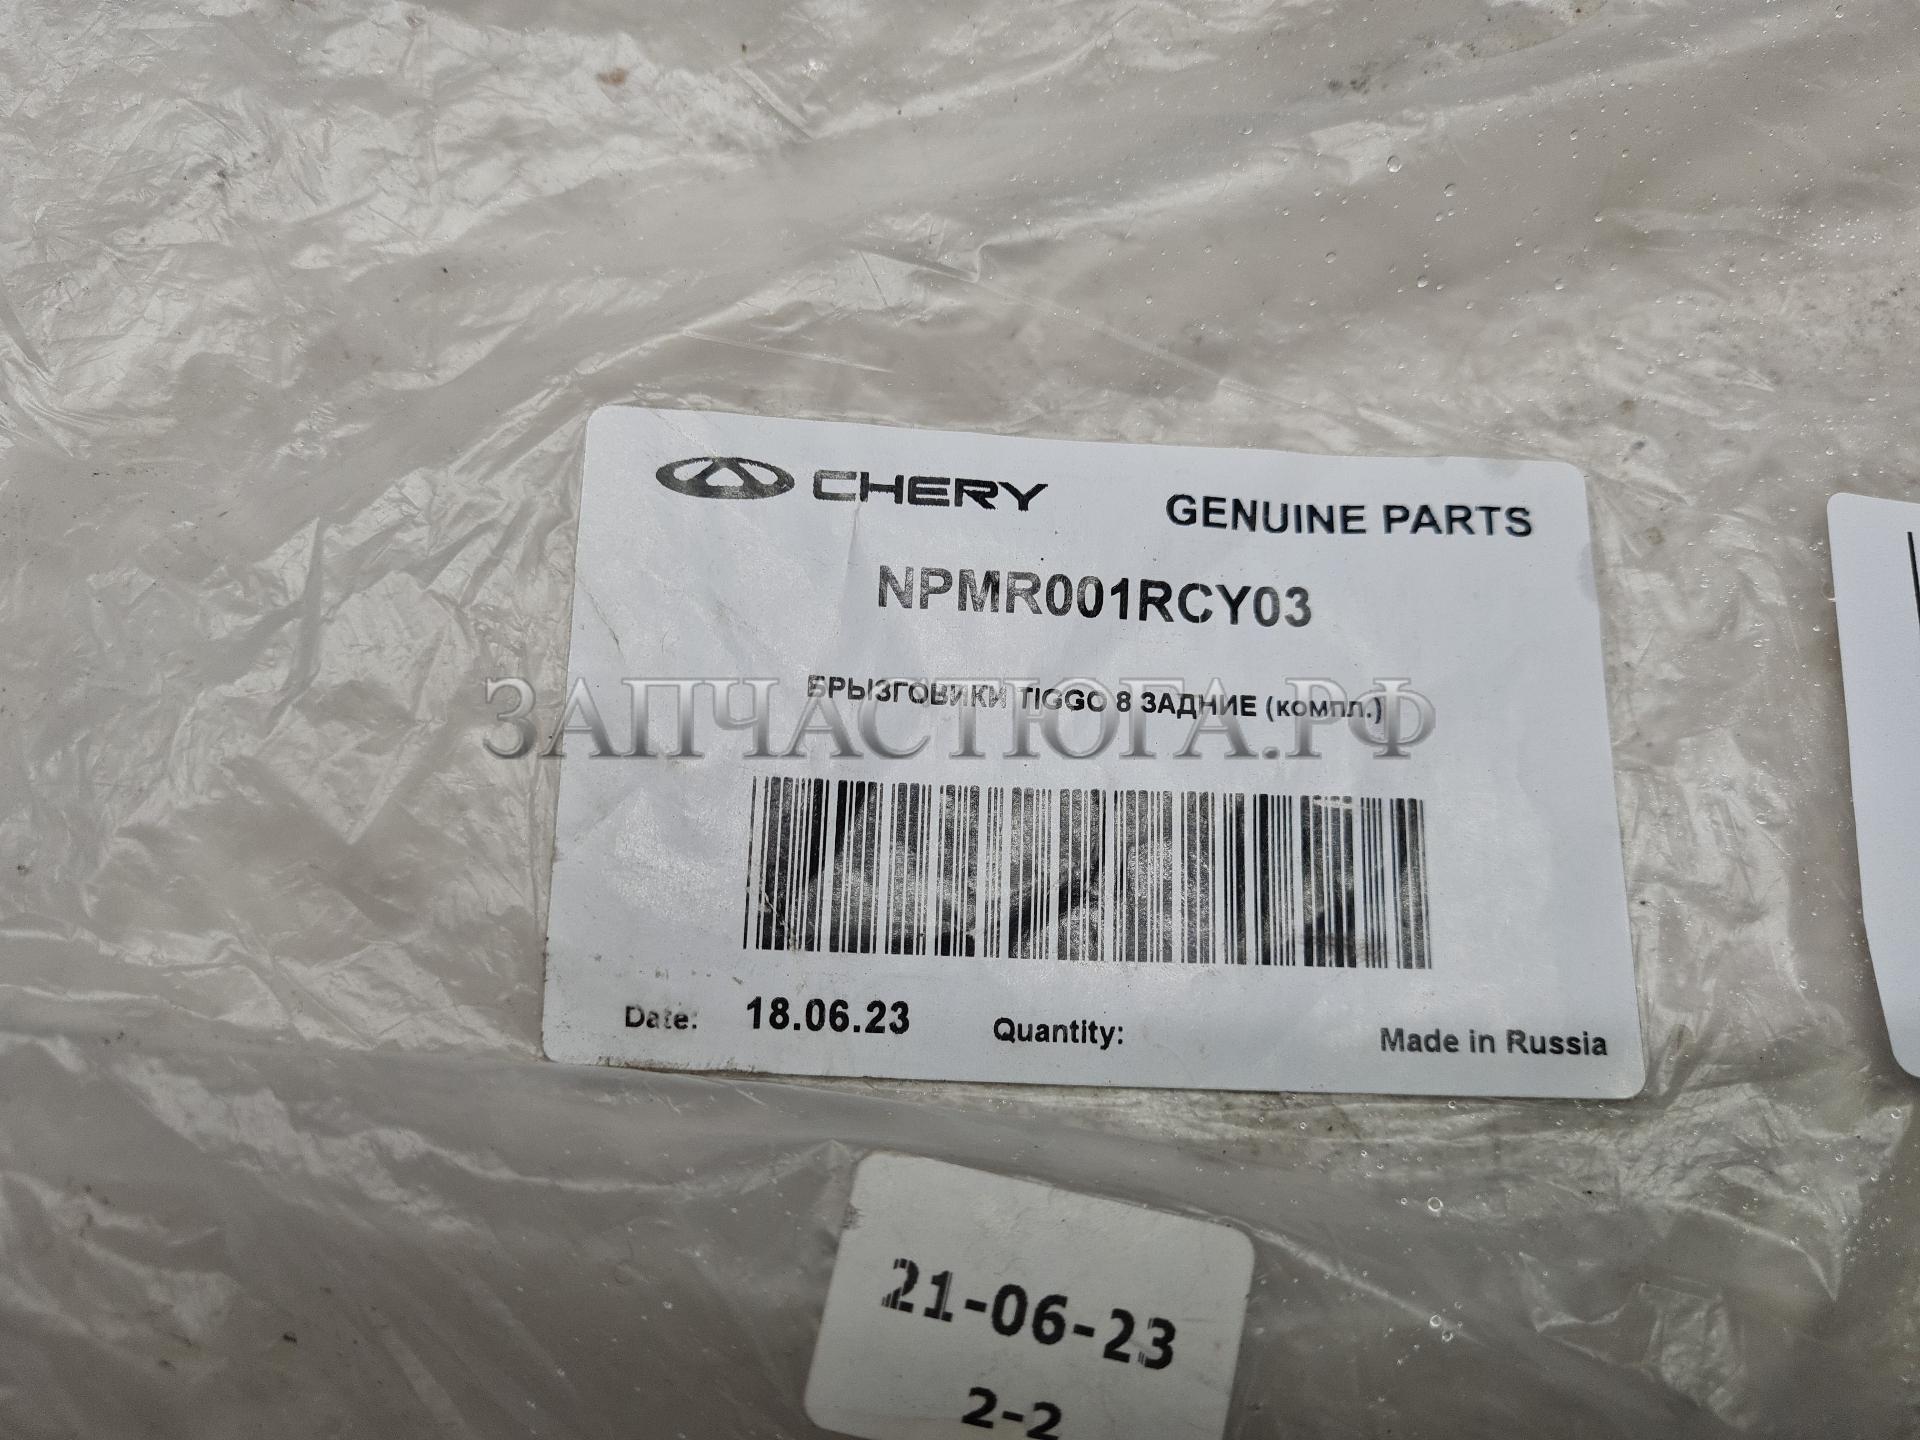 CHERY
GENUINE PARTS
NPMR001RCY03
БРЫЗГОВИКИ TIGGO 8 ЗАДНИЕ (компл.)
ЗАПЧАСТЮГА.РФ
Date: 18.06.23 Quantity: Made in Russia
21-06-23
2-2